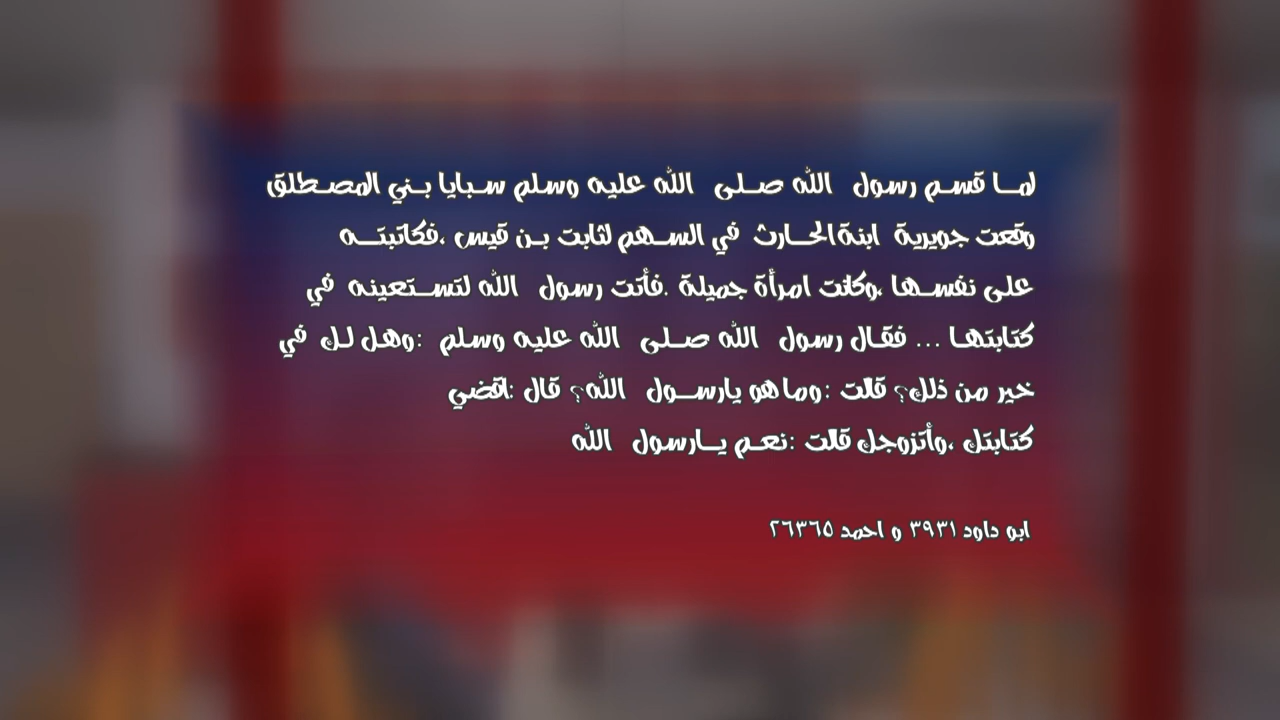 لما قسم رسول الله صلى الله عليه وسلم سبايا بني المصطلق
وقعت جويرية ابنة الحارث في السهم لثابت بن قيس ،فكاتبته
على نفسها ،وكانت امرأة جميلة .فأتت رسول الله لتستعينه في
كتابتها ... فقال رسول الله صلى الله عليه وسلم :وهل لك في
خير من ذلك؟ قالت :وما هو يارسول الله؟ قال :اقضي
كتابتك ،وأتزوجك قالت :نعم يارسول الله
ابو داود ٣٩٣١ و احمد ٢٦٣٦٥